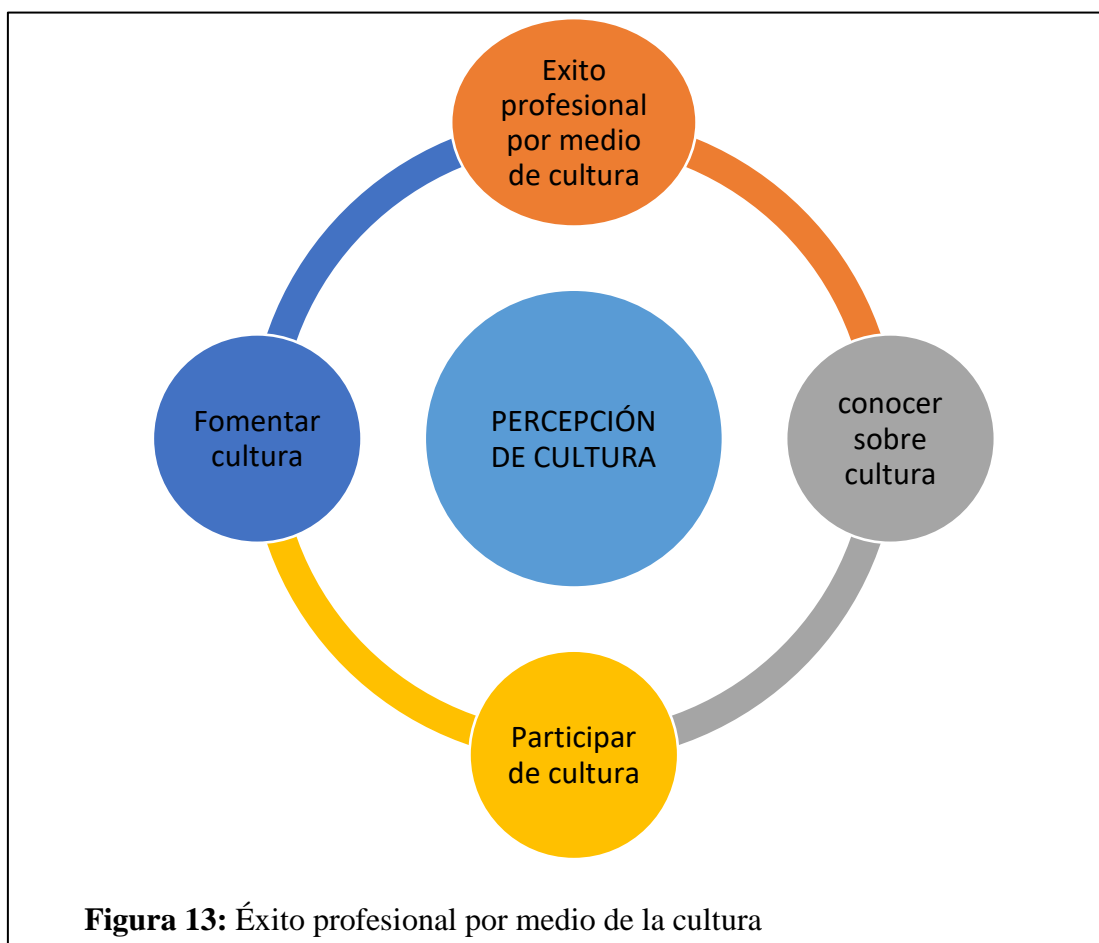 Exito
profesional
por medio
de cultura
Fomentar
cultura
PERCEPCIÓN
DE CULTURA
conocer
sobre
cultura
Participar
de cultura
Figura 13: Éxito profesional por medio de la cultura